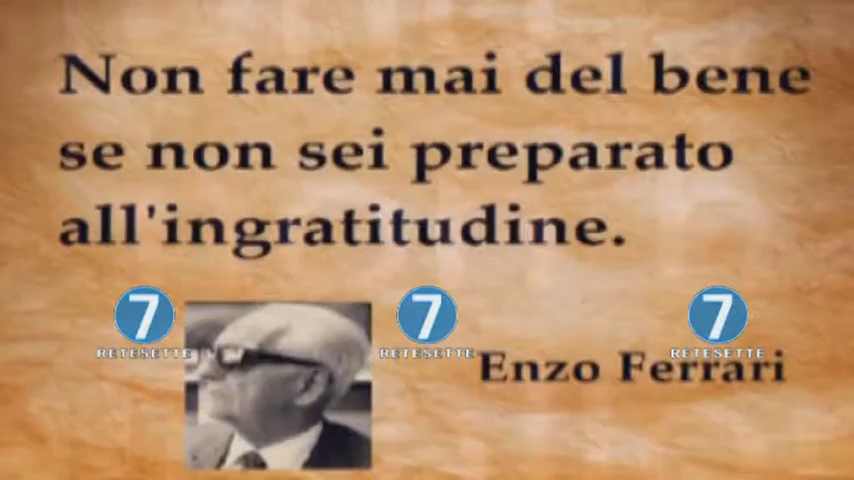 Non fare mai del bene
se non sei preparato
all'ingratitudine.
7 7 7
RETESETTE RETESETTE RETESETTE
Enzo Ferrari